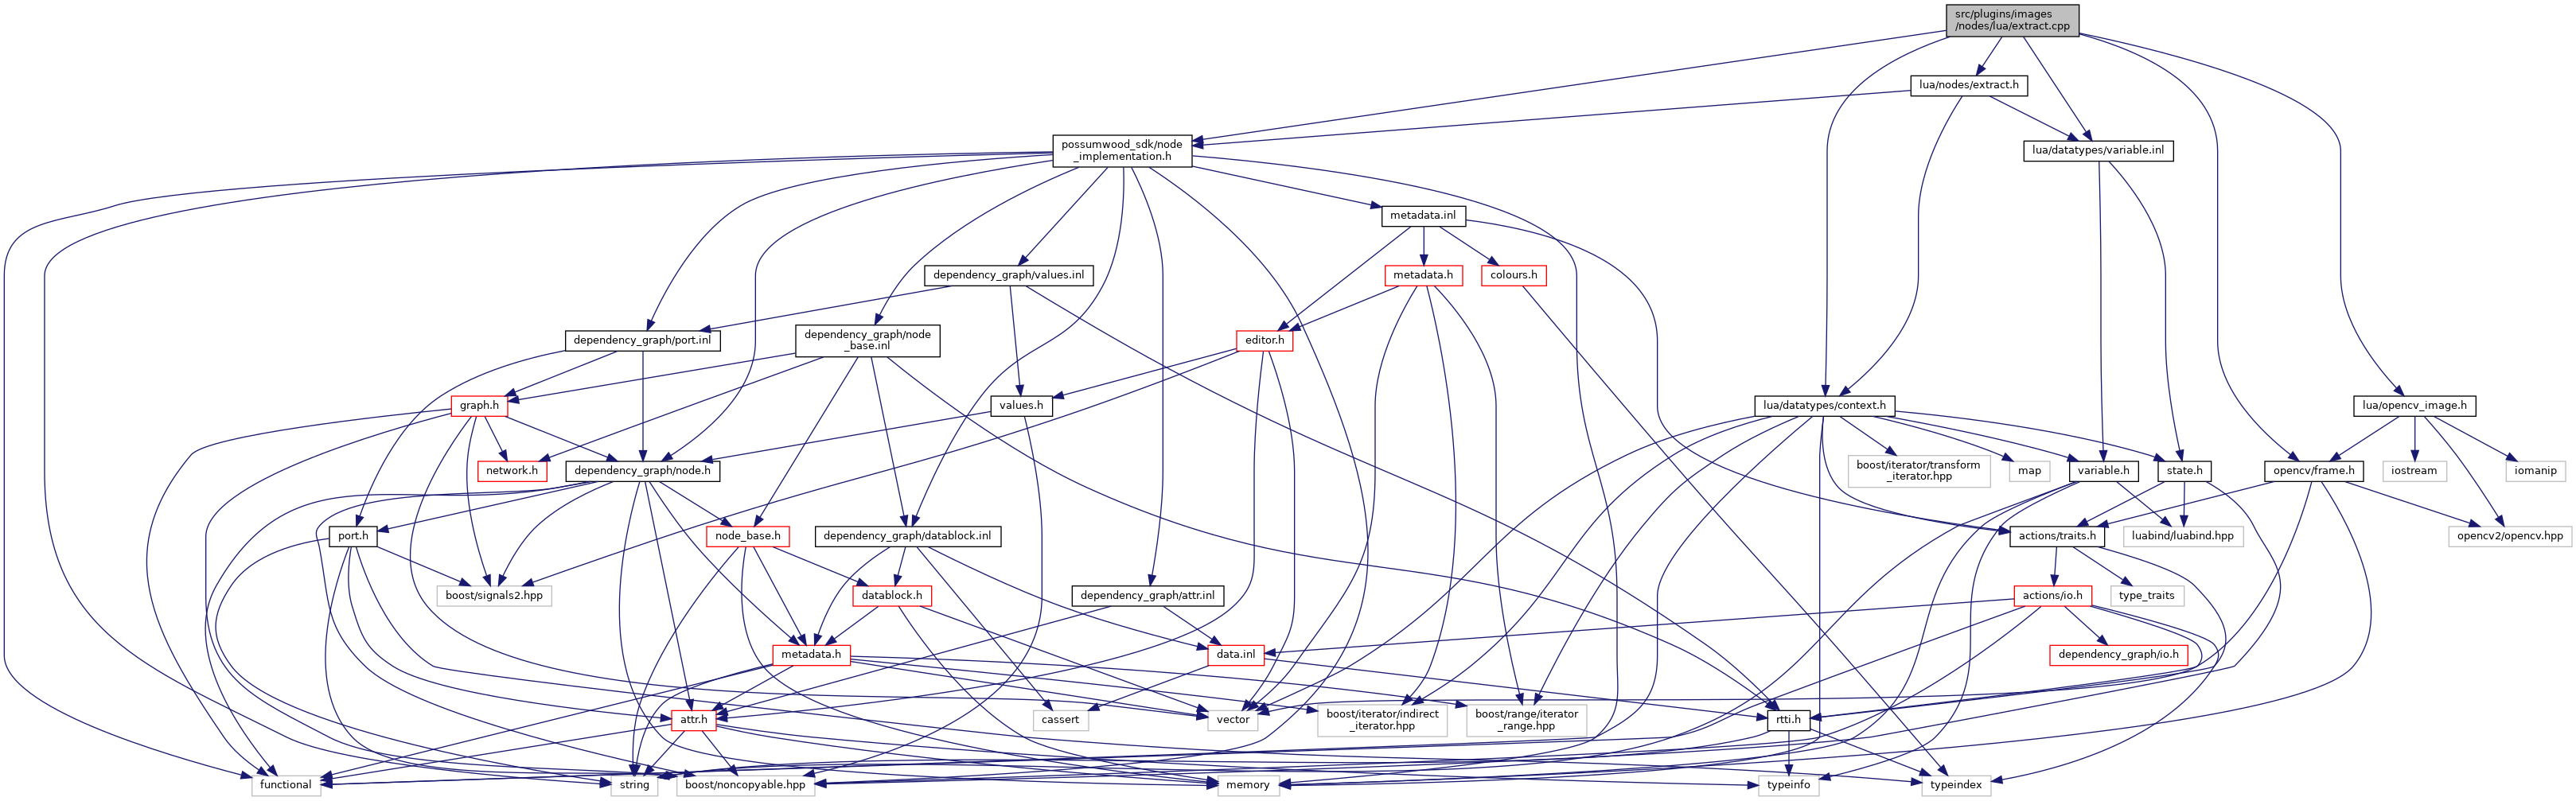 src/plugins/images
/nodes/lua/extract.cpp
lua/nodes/extract.h
possumwood_sdk/node
_implementation.h
lua/datatypes/variable.inl
metadata.inl
dependency_graph/values.inl
metadata.h
colours.h
dependency_graph/port.inl
dependency_graph/node
_base.inl
editor.h
graph.h
values.h
lua/datatypes/context.h
lua/opencv_image.h
network.h
dependency_graph/node.h
boost/iterator/transform
_iterator.hpp
map
variable.h
state.h
opencv/frame.h
iostream
iomanip
port.h
node_base.h
dependency_graph/datablock.inl
actions/traits.h
luabind/luabind.hpp
opencv2/opencv.hpp
boost/signals2.hpp
datablock.h
dependency_graph/attr.inl
actions/io.h
type_traits
metadata.h
data.inl
dependency_graph/io.h
attr.h
cassert
vector
boost/iterator/indirect
_iterator.hpp
boost/range/iterator
_range.hpp
rtti.h
functional
string
boost/noncopyable.hpp
memory
typeinfo
typeindex